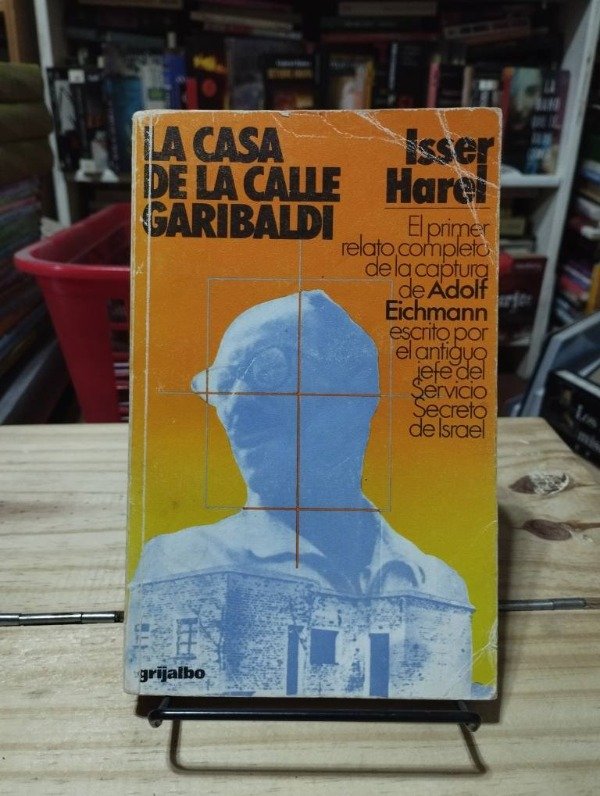 LA CASA
DE LA CALLE
GARIBALDI
Isser
Harel
El primer
relato completo
de la captura
de Adolf
Eichmann
escrito por
el antiguo
jefe del
Servicio
Secreto
de Israel
grijalbo